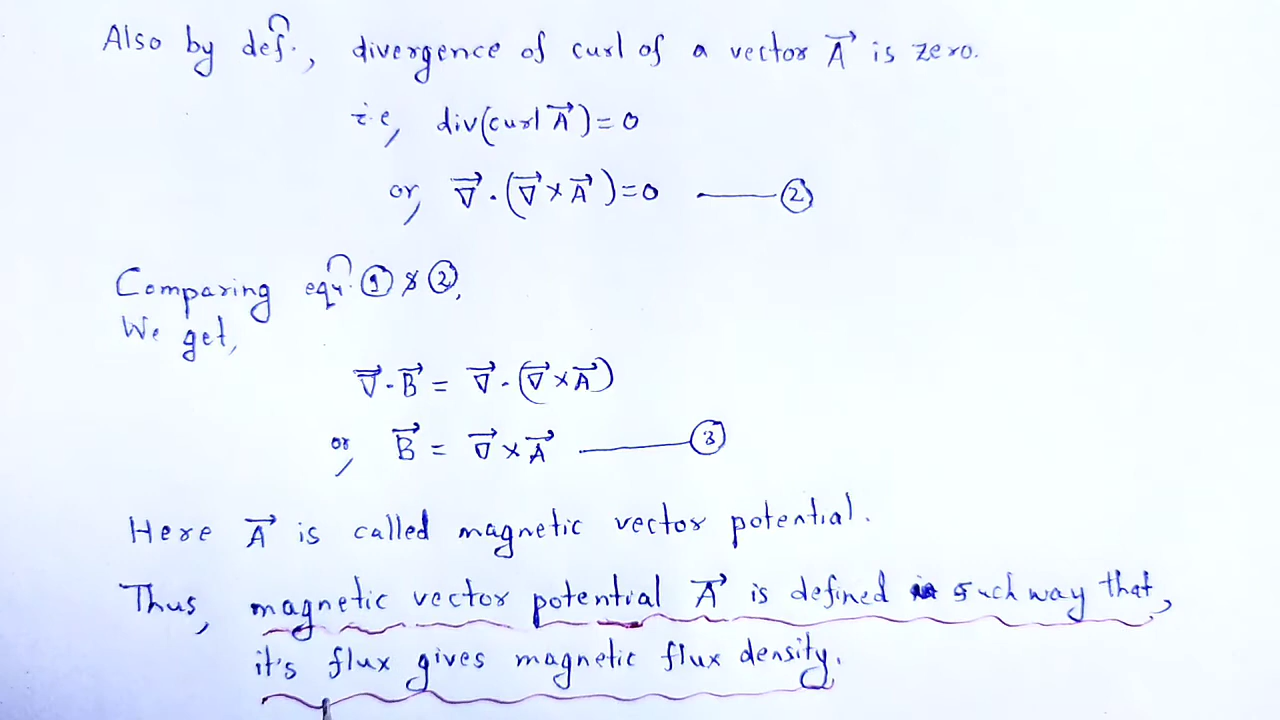 Also by defn., divergence of curl of a vector A⃗ is zero.
i.e, div(curl A⃗) = 0
or, ∇⃗ . (∇⃗ × A⃗) = 0 —— ②
Comparing eqn. ① & ②,
We get,
∇⃗ . B⃗ = ∇⃗ . (∇⃗ × A⃗)
or, B⃗ = ∇⃗ × A⃗ —— ③
Here A⃗ is called magnetic vector potential.
Thus, magnetic vector potential A⃗ is defined such way that,
it's flux gives magnetic flux density.